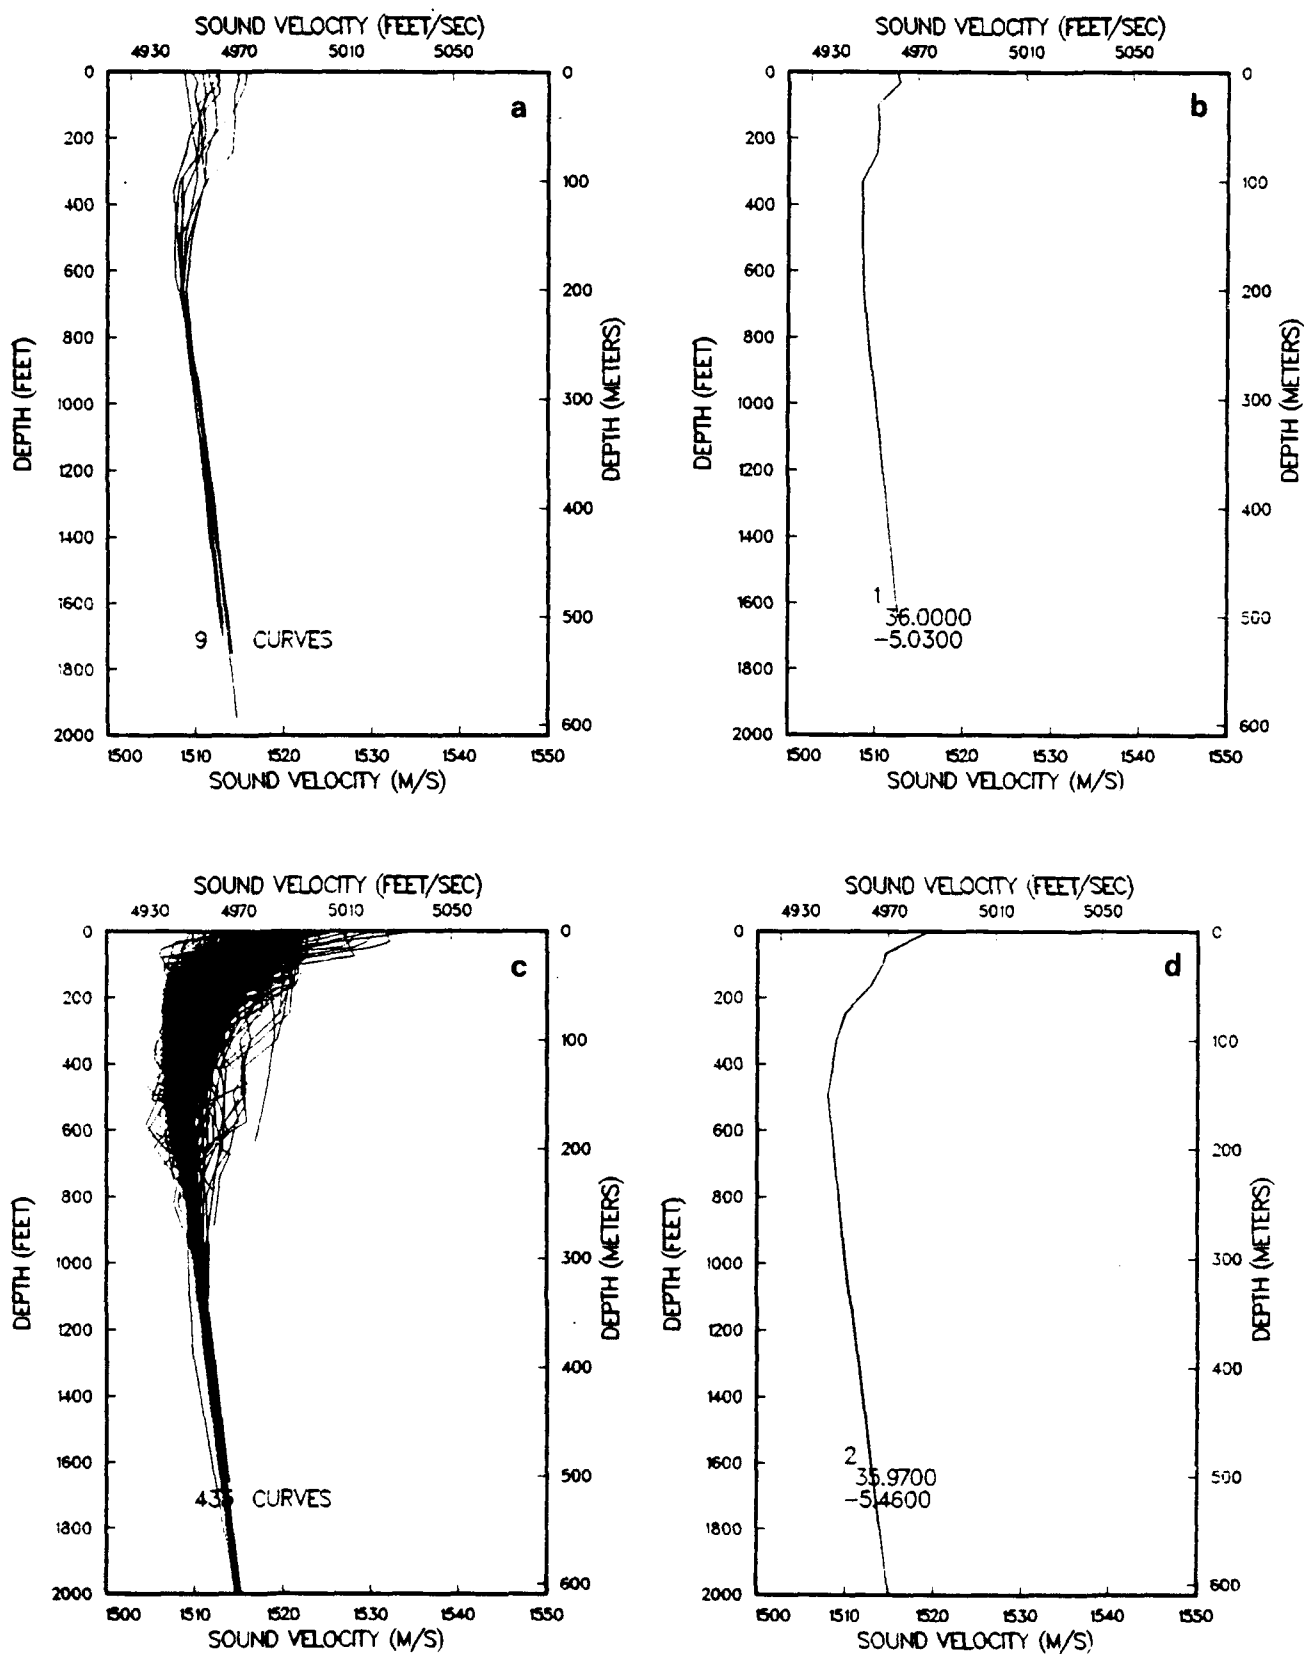 SOUND VELOCITY (FEET/SEC)
4930 4970 5010 5050
a
0 200 400 600 800 1000 1200 1400 1600 1800 2000
DEPTH (FEET)
0 100 200 300 400 500 600
DEPTH (METERS)
9 CURVES
1500 1510 1520 1530 1540 1550
SOUND VELOCITY (M/S)
SOUND VELOCITY (FEET/SEC)
4930 4970 5010 5050
b
0 200 400 600 800 1000 1200 1400 1600 1800 2000
DEPTH (FEET)
0 100 200 300 400 500 600
DEPTH (METERS)
1
36.0000
-5.0300
1500 1510 1520 1530 1540 1550
SOUND VELOCITY (M/S)
SOUND VELOCITY (FEET/SEC)
4930 4970 5010 5050
c
0 200 400 600 800 1000 1200 1400 1600 1800 2000
DEPTH (FEET)
0 100 200 300 400 500 600
DEPTH (METERS)
CURVES
1500 1510 1520 1530 1540 1550
SOUND VELOCITY (M/S)
SOUND VELOCITY (FEET/SEC)
4930 4970 5010 5050
d
0 200 400 600 800 1000 1200 1400 1600 1800 2000
DEPTH (FEET)
0 100 200 300 400 500 600
DEPTH (METERS)
2
35.9700
-5.4600
1500 1510 1520 1530 1540 1550
SOUND VELOCITY (M/S)